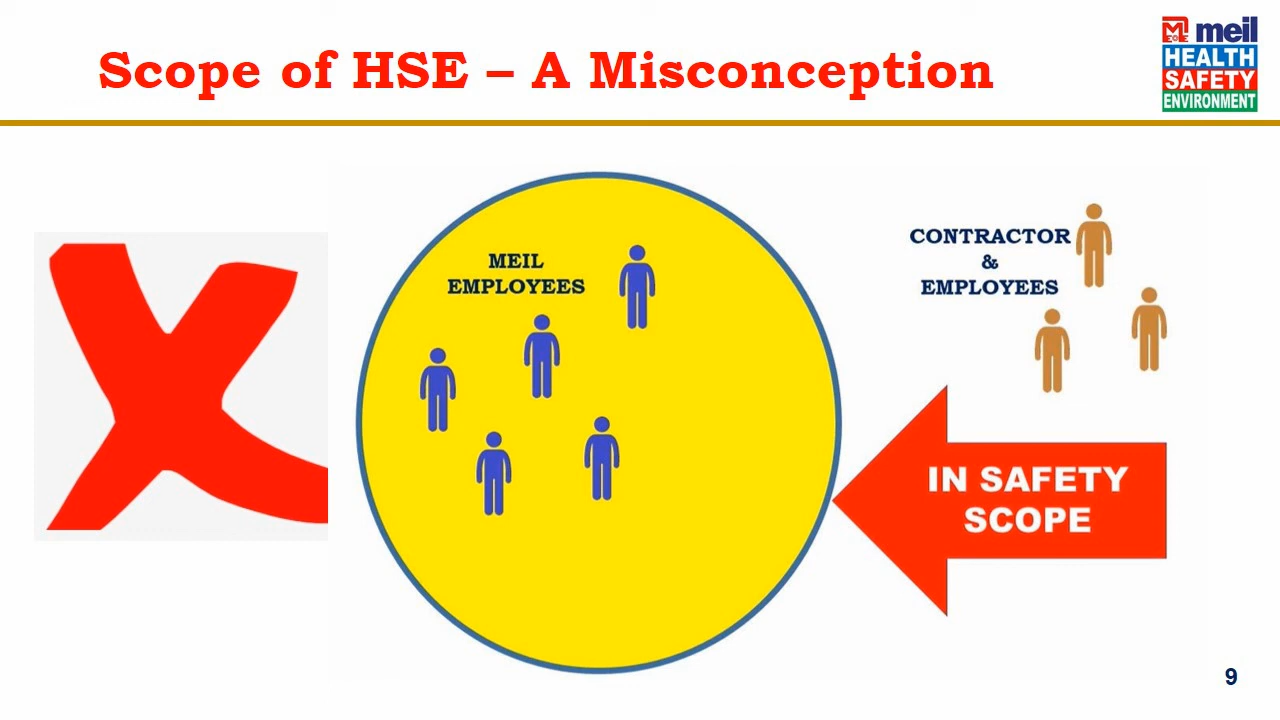 Scope of HSE – A Misconception
meil
HEALTH
SAFETY
ENVIRONMENT
MEIL
EMPLOYEES
CONTRACTOR
&
EMPLOYEES
IN SAFETY
SCOPE
9